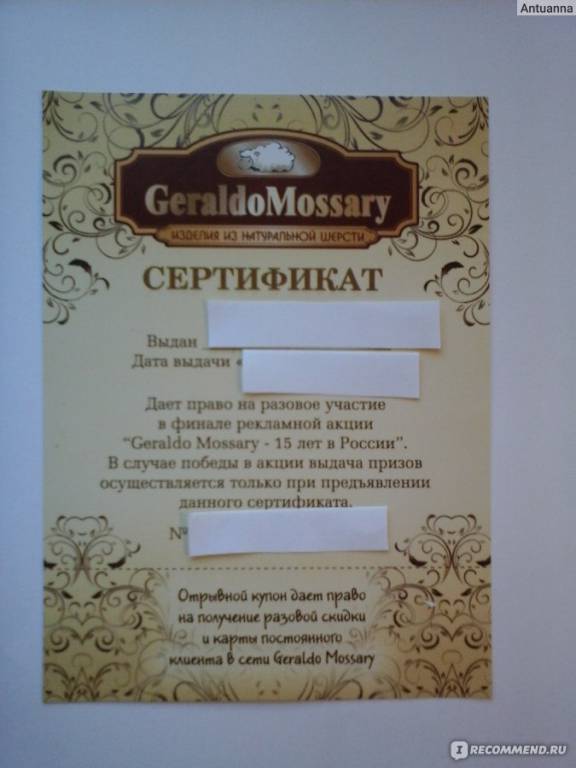 Antuanna
GeraldoMossary
ИЗДЕЛИЯ ИЗ НАТУРАЛЬНОЙ ШЕРСТИ
СЕРТИФИКАТ
Выдан
Дата выдачи «
Дает право на разовое участие
в финале рекламной акции
“Geraldo Mossary - 15 лет в России”.
В случае победы в акции выдача призов
осуществляется только при предъявлении
данного сертификата.
№
Отрывной купон дает право
на получение разовой скидки
и карты постоянного
клиента в сети Geraldo Mossary
IRECOMMEND.RU